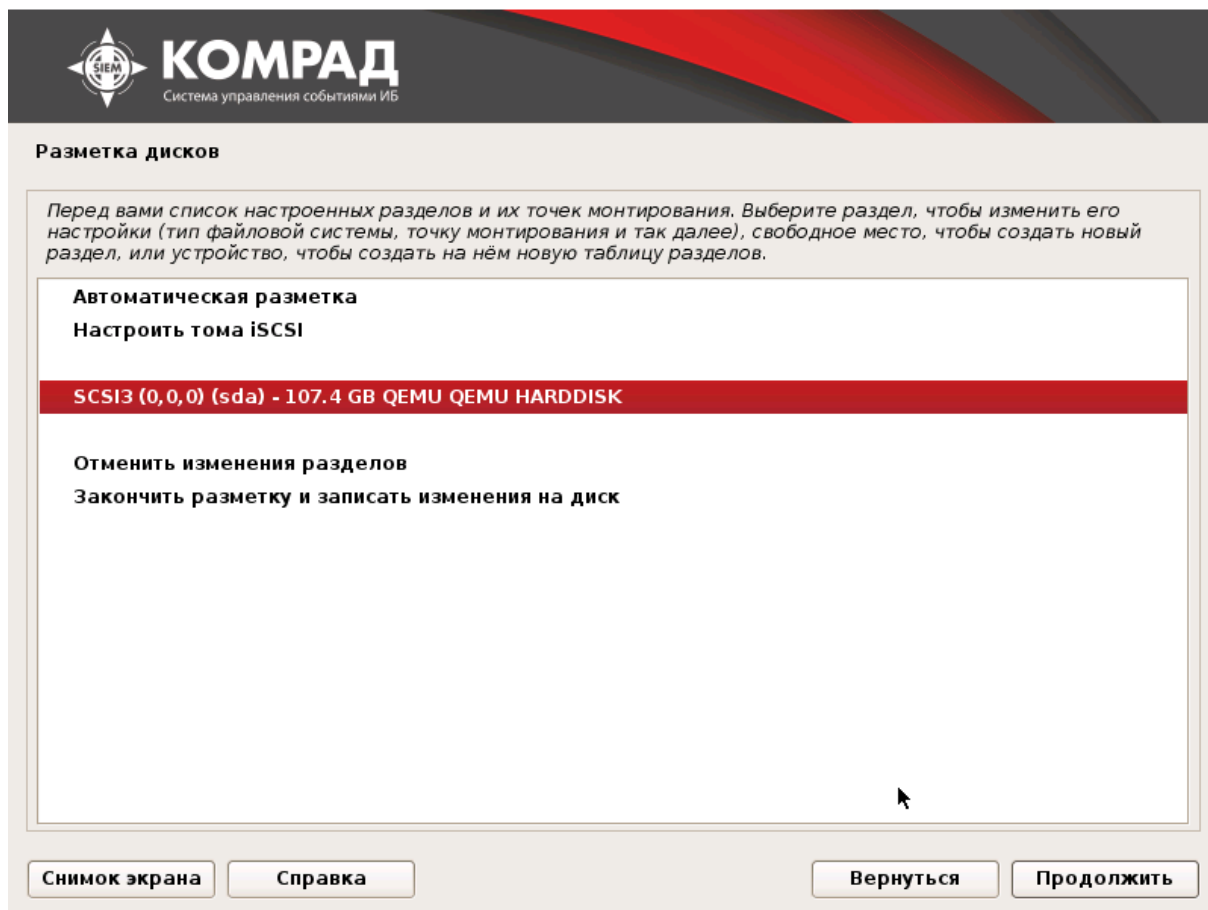 SIEM
КОМРАД
Система управления событиями ИБ
Разметка дисков
Перед вами список настроенных разделов и их точек монтирования. Выберите раздел, чтобы изменить его
настройки (тип файловой системы, точку монтирования и так далее), свободное место, чтобы создать новый
раздел, или устройство, чтобы создать на нём новую таблицу разделов.
Автоматическая разметка
Настроить тома iSCSI
SCSI3 (0,0,0) (sda) - 107.4 GB QEMU QEMU HARDDISK
Отменить изменения разделов
Закончить разметку и записать изменения на диск
Снимок экрана
Справка
Вернуться
Продолжить